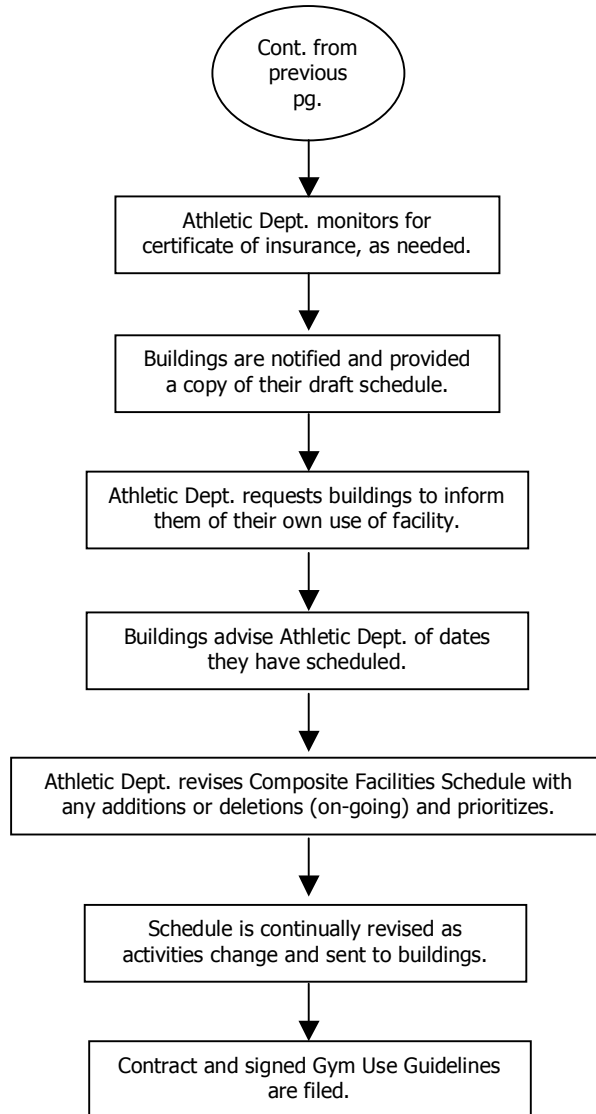 Cont. from
previous
pg.
Athletic Dept. monitors for
certificate of insurance, as needed.
Buildings are notified and provided
a copy of their draft schedule.
Athletic Dept. requests buildings to inform
them of their own use of facility.
Buildings advise Athletic Dept. of dates
they have scheduled.
Athletic Dept. revises Composite Facilities Schedule with
any additions or deletions (on-going) and prioritizes.
Schedule is continually revised as
activities change and sent to buildings.
Contract and signed Gym Use Guidelines
are filed.